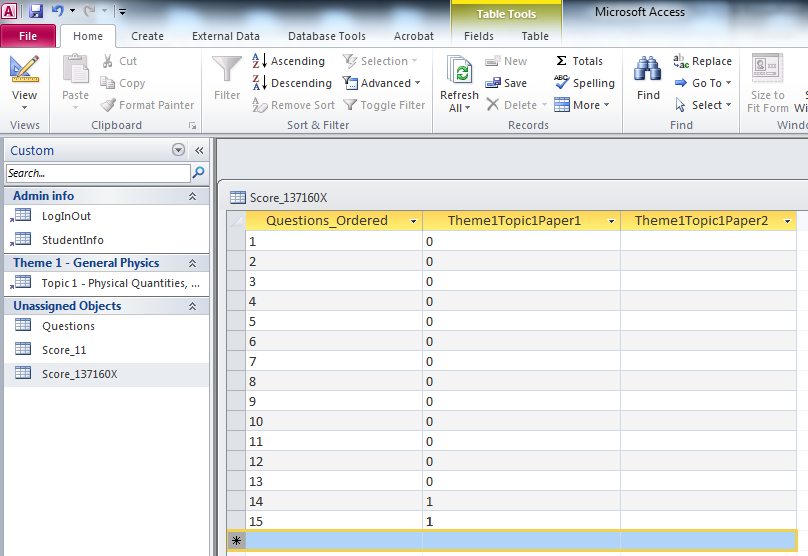 Table Tools
Microsoft Access
File Home Create External Data Database Tools Acrobat Fields Table
View
Views
Paste
Cut
Copy
Format Painter
Clipboard
Filter
Ascending
Descending
Remove Sort
Selection
Advanced
Toggle Filter
Sort & Filter
Refresh
All
New
Save
Delete
Totals
Spelling
More
Records
Find
Replace
Go To
Select
Find
Size to
Fit Form
Custom
Search...
Admin info
LogInOut
StudentInfo
Theme 1 - General Physics
Topic 1 - Physical Quantities, ...
Unassigned Objects
Questions
Score_11
Score_137160X
Score_137160X
Questions_Ordered Theme1Topic1Paper1 Theme1Topic1Paper2
1 0
2 0
3 0
4 0
5 0
6 0
7 0
8 0
9 0
10 0
11 0
12 0
13 0
14 1
15 1